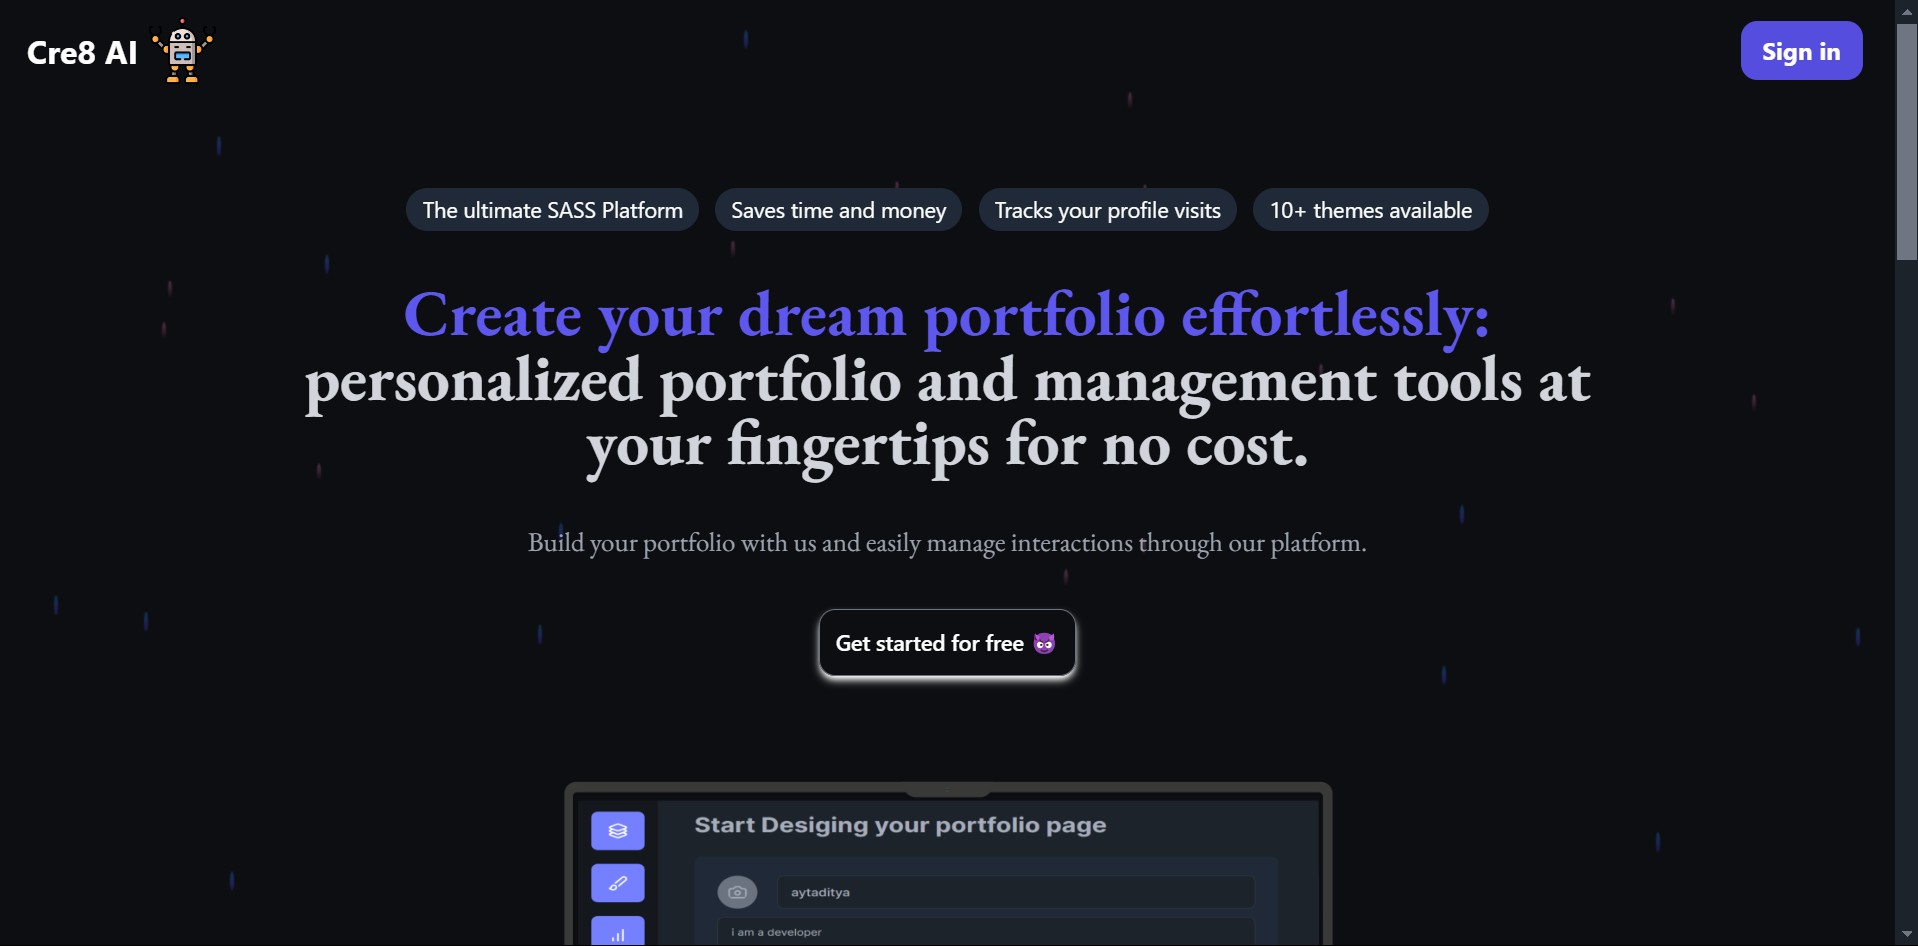 Cre8 AI
Sign in
The ultimate SASS Platform
Saves time and money
Tracks your profile visits
10+ themes available
Create your dream portfolio effortlessly:
personalized portfolio and management tools at
your fingertips for no cost.
Build your portfolio with us and easily manage interactions through our platform.
Get started for free 😈
Start Desiging your portfolio page
aytaditya
i am a developer